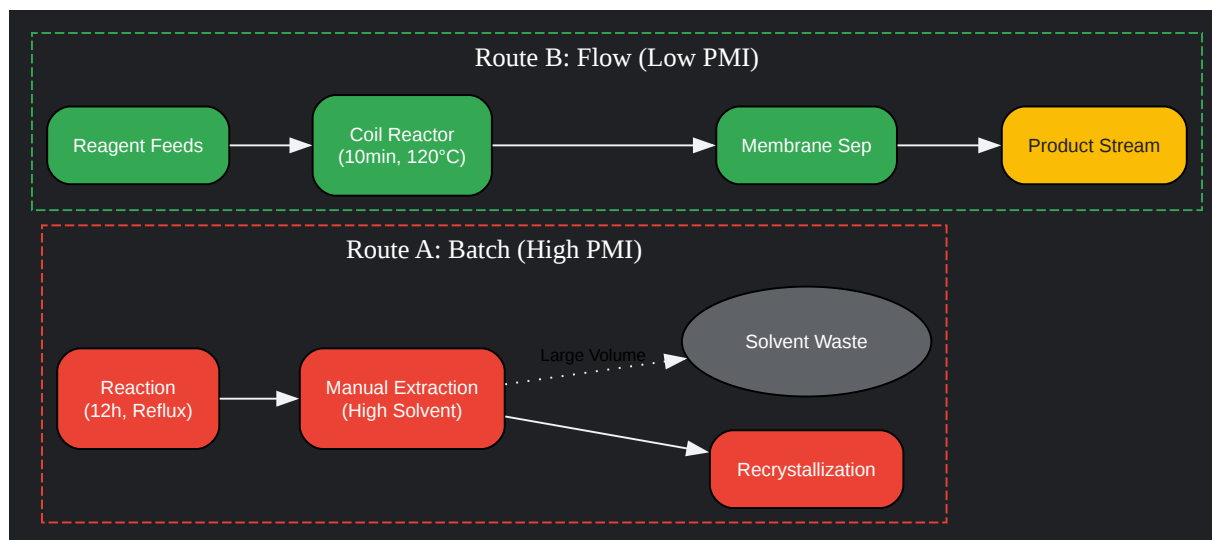 Route B: Flow (Low PMI)
Reagent Feeds
Coil Reactor
(10min, 120°C)
Membrane Sep
Product Stream
Route A: Batch (High PMI)
Reaction
(12h, Reflux)
Manual Extraction
(High Solvent)
Large Volume
Solvent Waste
Recrystallization